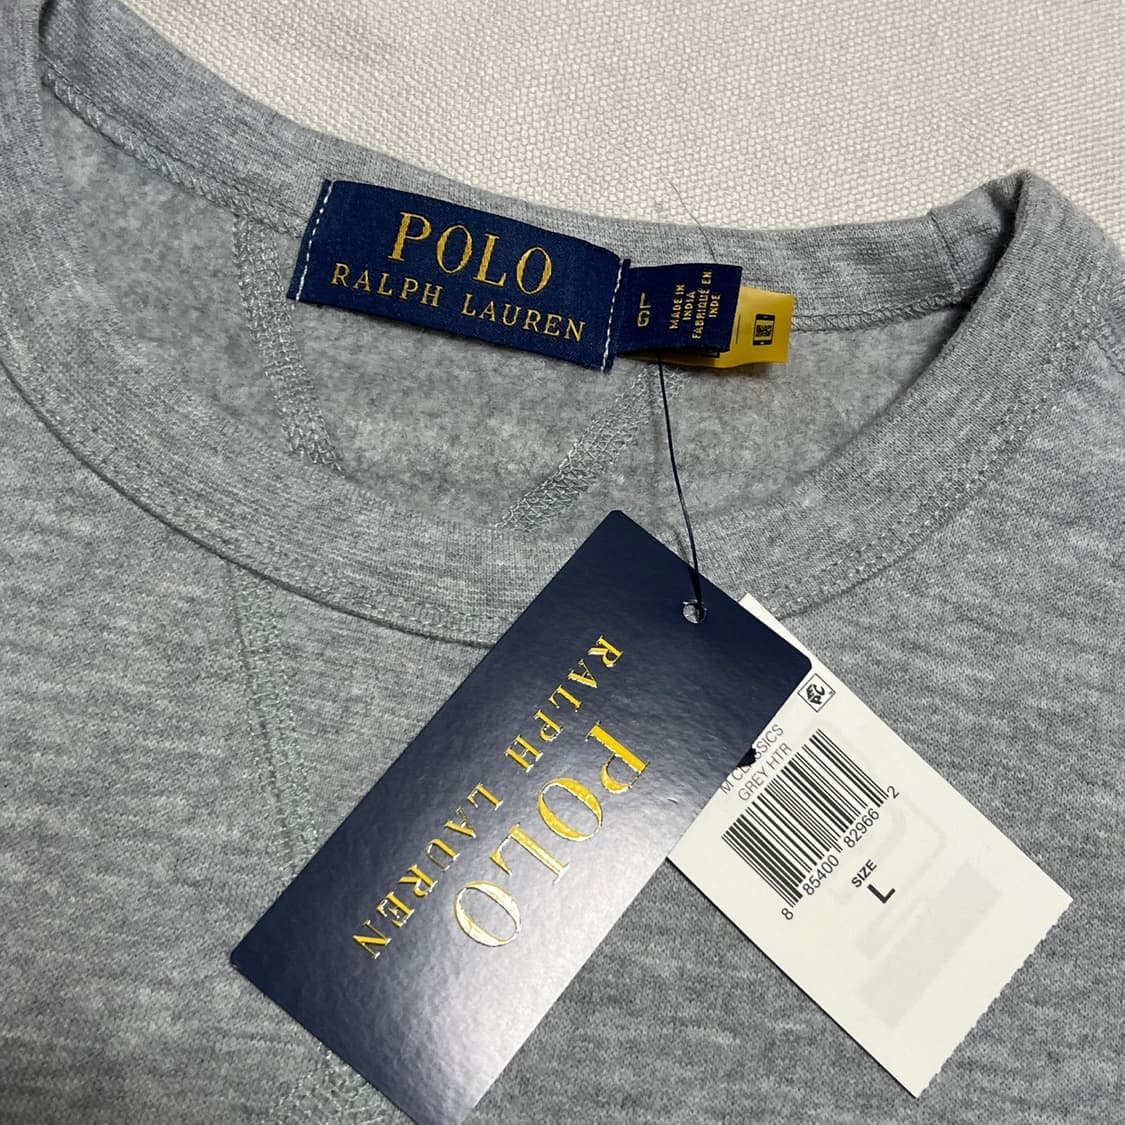 POLO
RALPH LAUREN
LG
MADE IN
INDIA
FABRIQUÉ EN
INDE
POLO
RALPH LAUREN
GREY HTR
8 85400 82966 2
SIZE
L